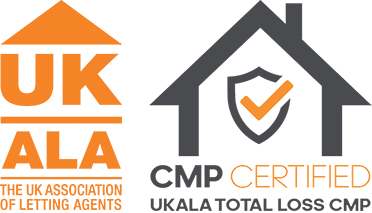 UK
ALA
THE UK ASSOCIATION
OF LETTING AGENTS
CMP CERTIFIED
UKALA TOTAL LOSS CMP